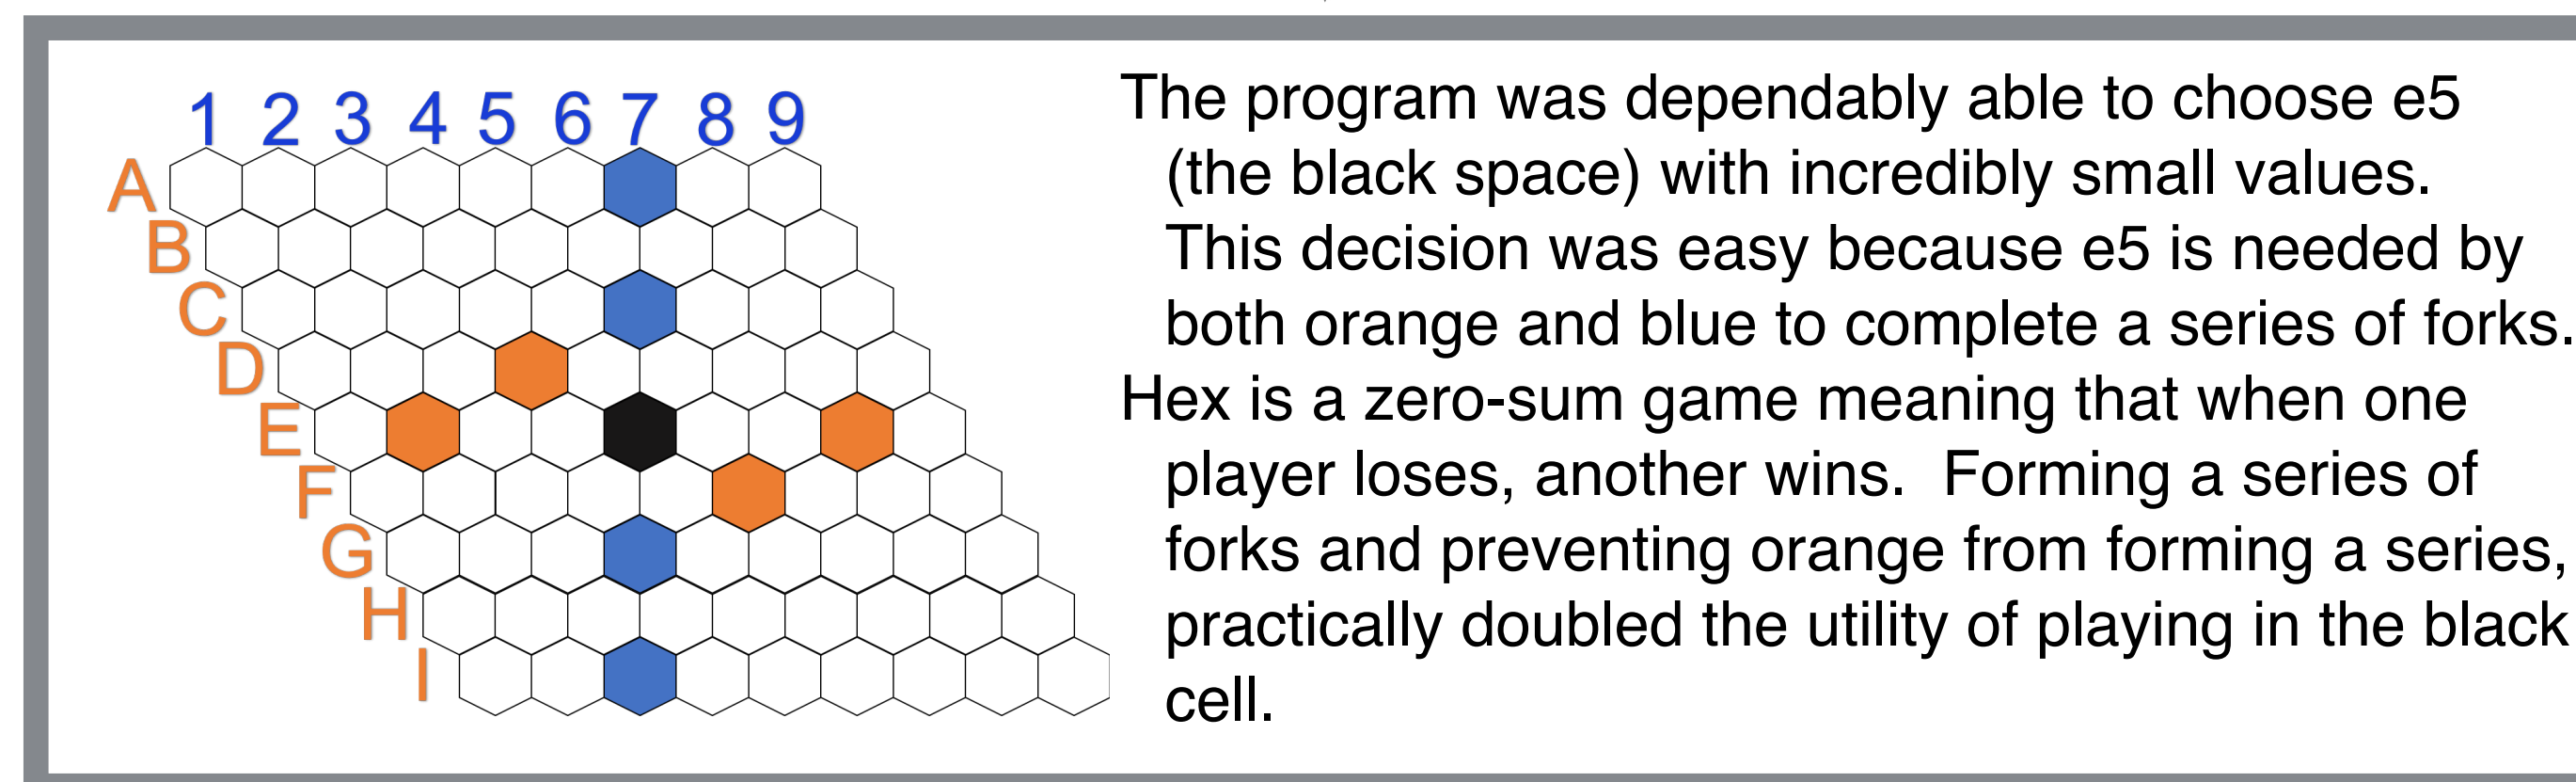 1 2 3 4 5 6 7 8 9
A
B
C
D
E
F
G
H
I
The program was dependably able to choose e5
(the black space) with incredibly small values.
This decision was easy because e5 is needed by
both orange and blue to complete a series of forks.
Hex is a zero-sum game meaning that when one
player loses, another wins.  Forming a series of
forks and preventing orange from forming a series,
practically doubled the utility of playing in the black
cell.